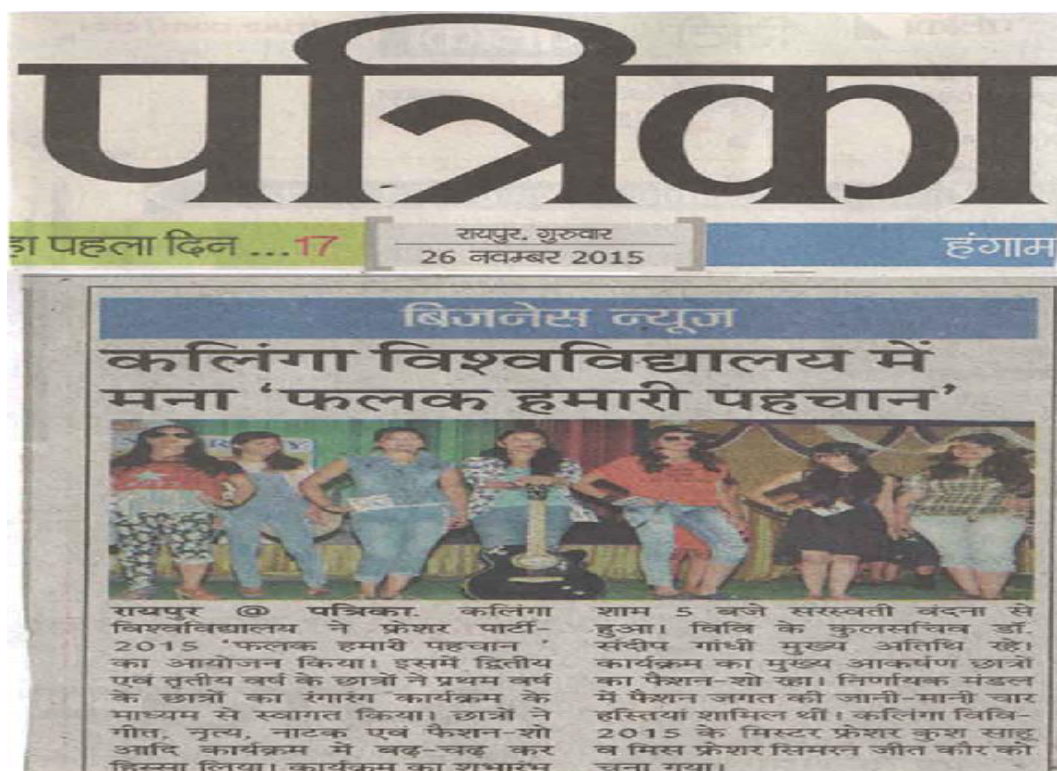 पत्रिका
ड़ा पहला दिन ...17
रायपुर, गुरुवार
26 नवम्बर 2015
हंगाम
बिजनेस न्यूज
कलिंगा विश्वविद्यालय में
मना ‘फलक हमारी पहचान’
रायपुर @ पत्रिका. कलिंगा
विश्वविद्यालय ने फ्रेशर पार्टी-
2015 ‘फलक हमारी पहचान ’
का आयोजन किया। इसमें द्वितीय
एवं तृतीय वर्ष के छात्रों ने प्रथम वर्ष
के छात्रों का रंगारंग कार्यक्रम के
माध्यम से स्वागत किया। छात्रों ने
गीत, नृत्य, नाटक एवं फैशन-शो
आदि कार्यक्रम में बढ़-चढ़ कर
हिस्सा लिया। कार्यक्रम का शुभारंभ
शाम 5 बजे सरस्वती वंदना से
हुआ। विवि के कुलसचिव डॉ.
संदीप गांधी मुख्य अतिथि रहे।
कार्यक्रम का मुख्य आकर्षण छात्रों
का फैशन-शो रहा। निर्णायक मंडल
में फैशन जगत की जानी-मानी चार
हस्तियां शामिल थीं। कलिंगा विवि-
2015 के मिस्टर फ्रेशर कुश साहू
व मिस फ्रेशर सिमरन जीत कौर को
चुना गया।